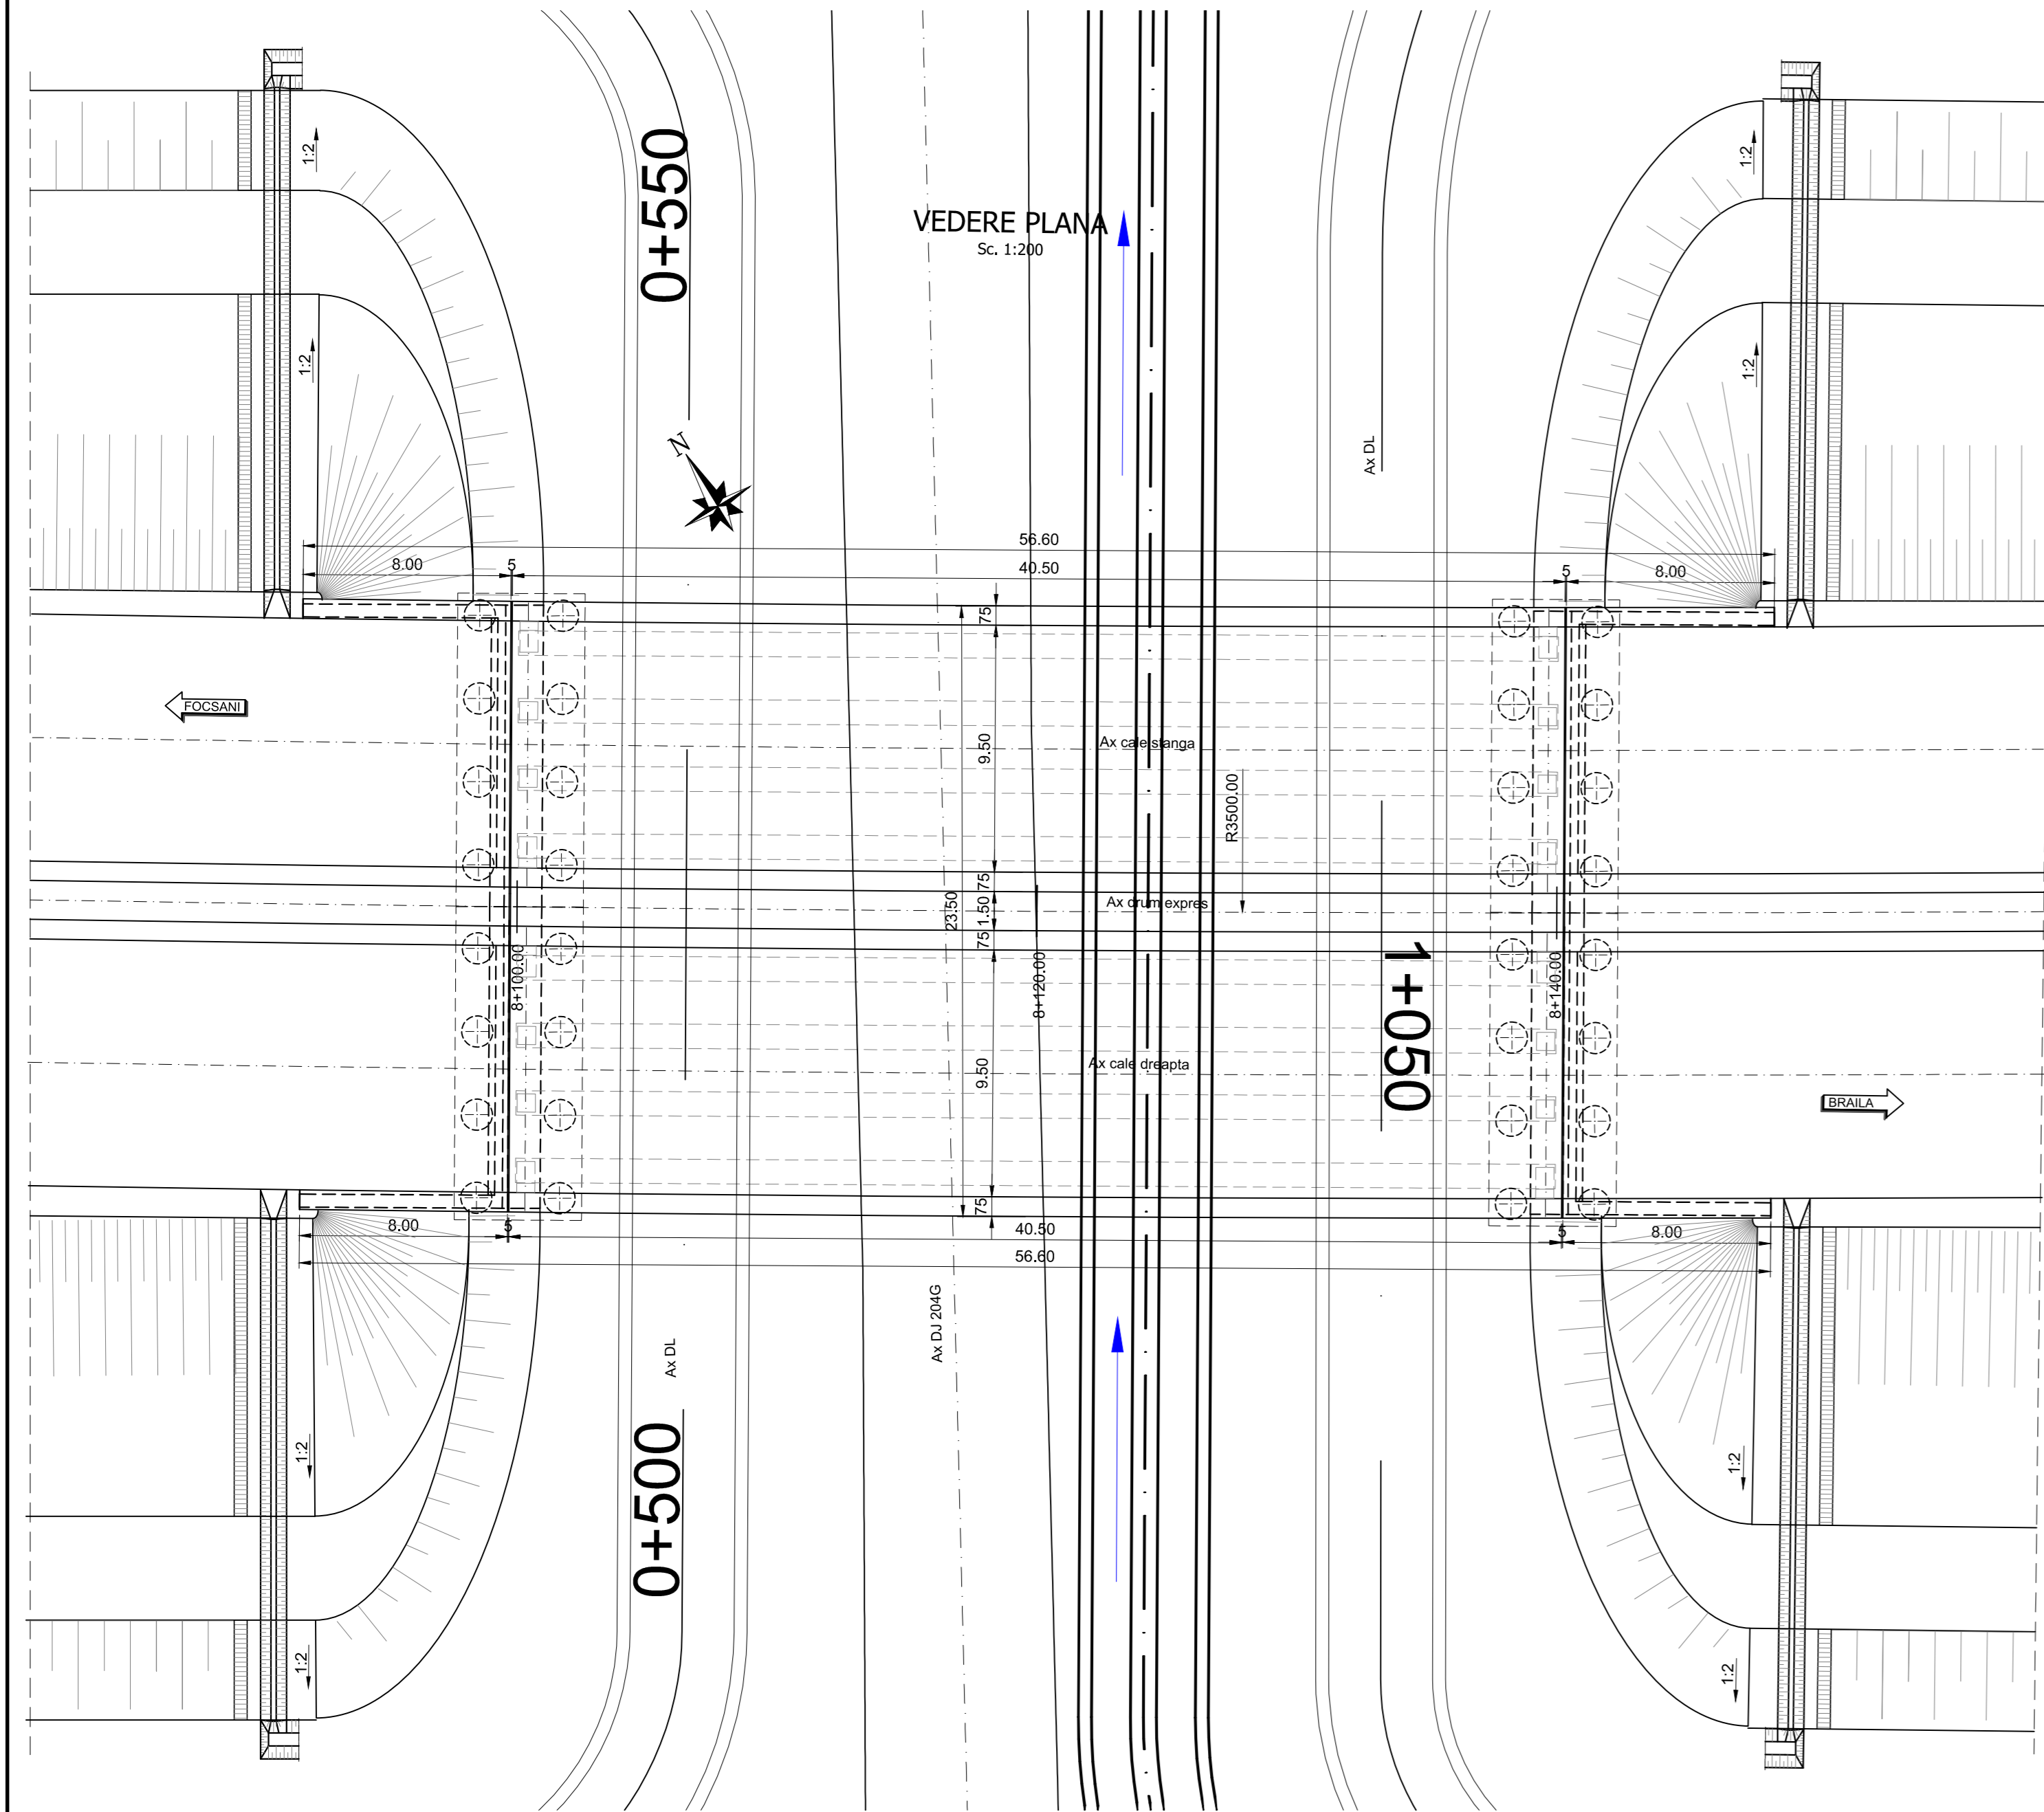 0+550
VEDERE PLANA
Sc. 1:200
1:2
1:2
1:2
1:2
N
Ax DL
56.60
8.00
5
40.50
5
8.00
75
FOCSANI
9.50
Ax cale stanga
R3500.00
75
23.50
1.50
Ax drum expres
75
8+100.00
8+120.00
1+050
8+140.00
9.50
Ax cale dreapta
BRAILA
75
8.00
5
40.50
5
8.00
56.60
Ax DJ 204G
Ax DL
0+500
1:2
1:2
1:2
1:2